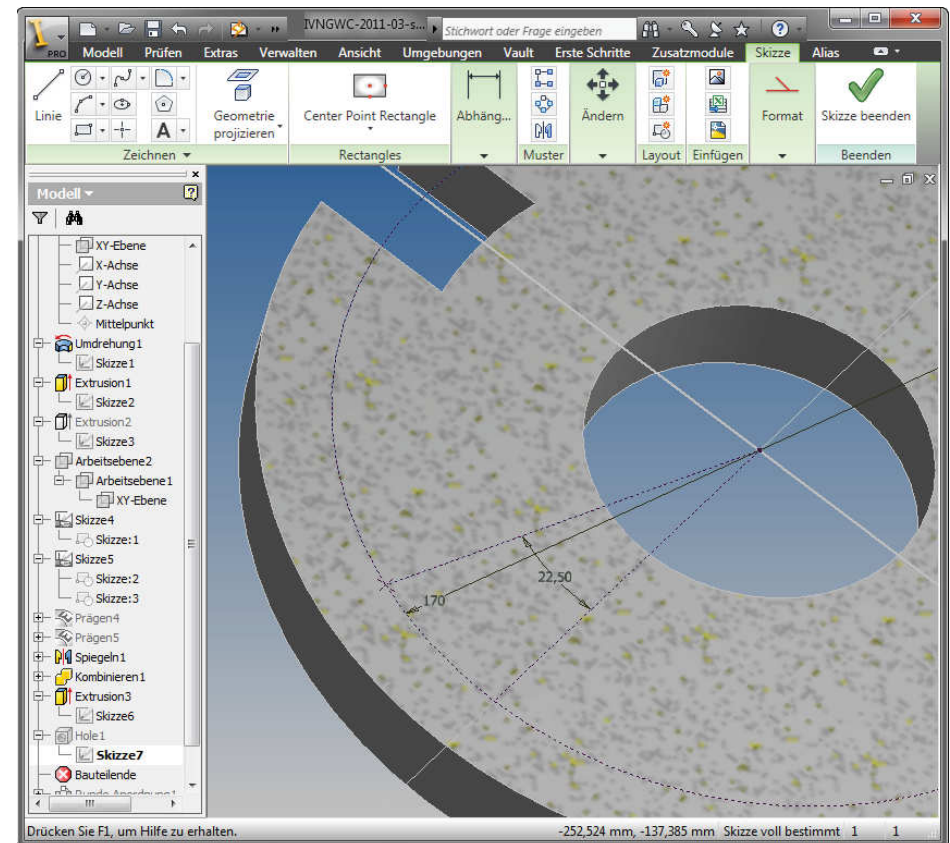 IVNGWC-2011-03-s... Stichwort oder Frage eingeben
PRO Modell Prüfen Extras Verwalten Ansicht Umgebungen Vault Erste Schritte Zusatzmodule Skizze Alias
Linie
A
Geometrie projizieren
Center Point Rectangle
Abhäng...
Ändern
Format
Skizze beenden
Zeichnen Rectangles Muster Layout Einfügen Beenden
Modell
XY-Ebene
X-Achse
Y-Achse
Z-Achse
Mittelpunkt
Umdrehung1
Skizze1
Extrusion1
Skizze2
Extrusion2
Skizze3
Arbeitsebene2
Arbeitsebene1
XY-Ebene
Skizze4
Skizze:1
Skizze5
Skizze:2
Skizze:3
Prägen4
Prägen5
Spiegeln1
Kombinieren1
Extrusion3
Skizze6
Hole1
Skizze7
Bauteilende
22,50
170
Drücken Sie F1, um Hilfe zu erhalten. -252,524 mm, -137,385 mm Skizze voll bestimmt 1 1